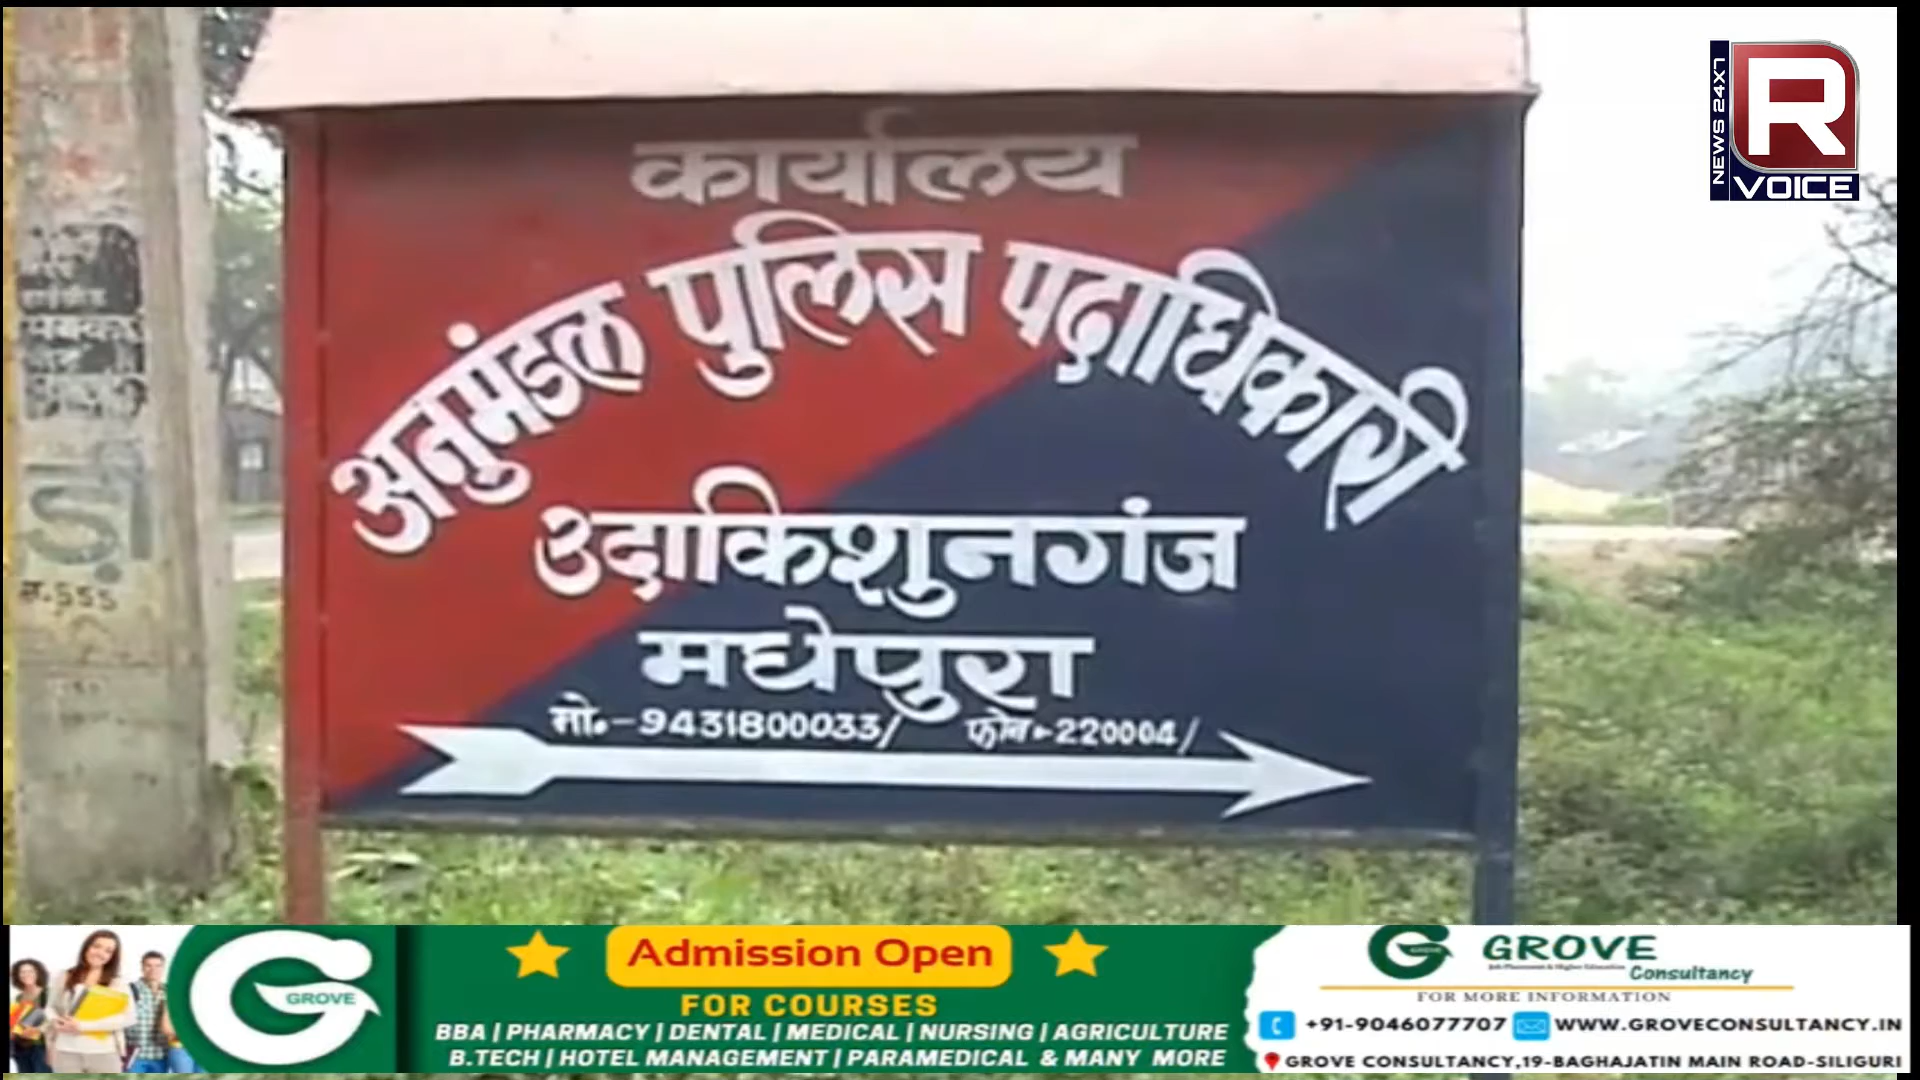 कार्यालय
अनुमंडल पुलिस पदाधिकारी
उदाकिशुनगंज
मधेपुरा
मो०-9431800033/ फोन-220004/
न.555
NEWS 24X7
R
VOICE
GROVE
Admission Open
FOR COURSES
BBA | PHARMACY | DENTAL | MEDICAL | NURSING | AGRICULTURE
B.TECH | HOTEL MANAGEMENT | PARAMEDICAL & MANY MORE
GROVE
Consultancy
FOR MORE INFORMATION
+91-9046077707 WWW.GROVECONSULTANCY.IN
GROVE CONSULTANCY,19-BAGHAJATIN MAIN ROAD-SILIGURI